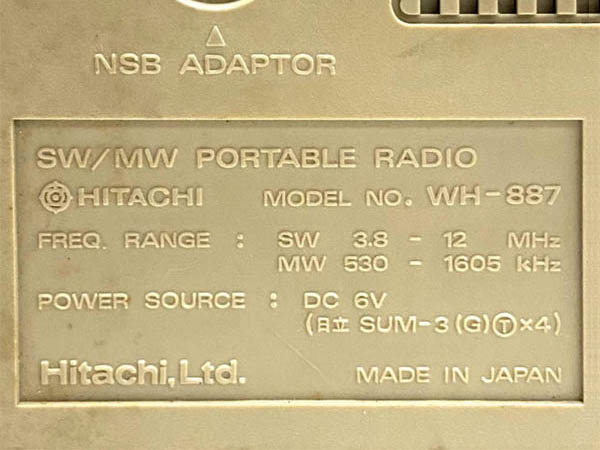 △
NSB ADAPTOR
SW/MW PORTABLE RADIO
HITACHI MODEL NO. WH-887
FREQ. RANGE : SW 3.8 - 12 MHz
MW 530 - 1605 kHz
POWER SOURCE : DC 6V
(日立 SUM-3(G)Ⓣ×4)
Hitachi, Ltd. MADE IN JAPAN